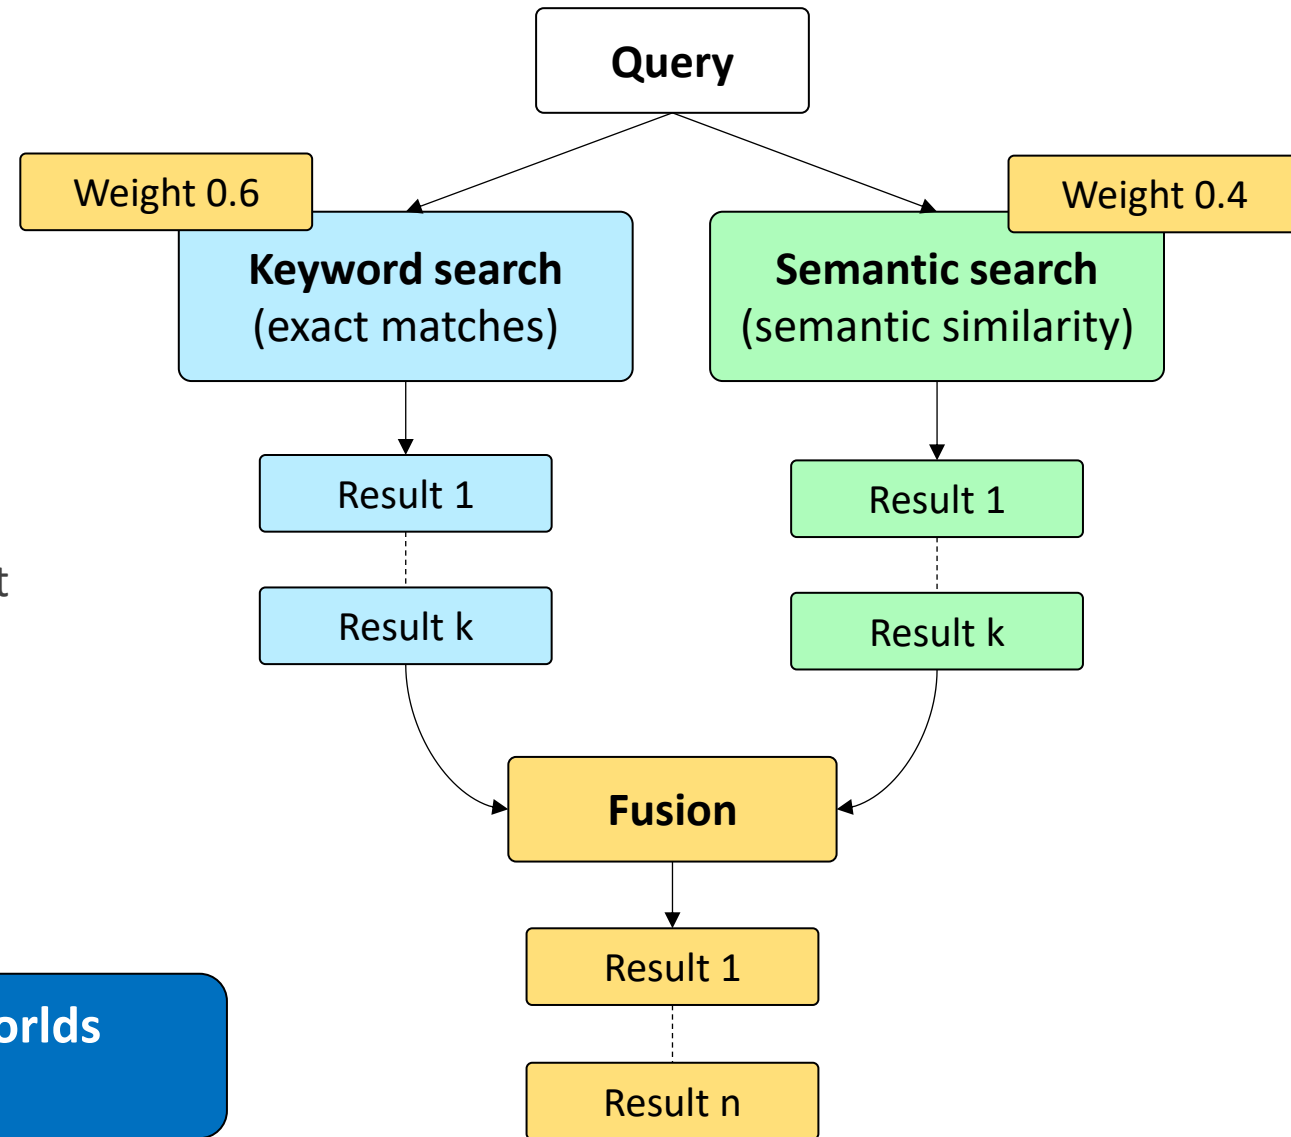 Query
Weight 0.6
Weight 0.4
Keyword search
(exact matches)
Semantic search
(semantic similarity)
Result 1
Result 1
t
Result k
Result k
Fusion
Result 1
orlds
Result n